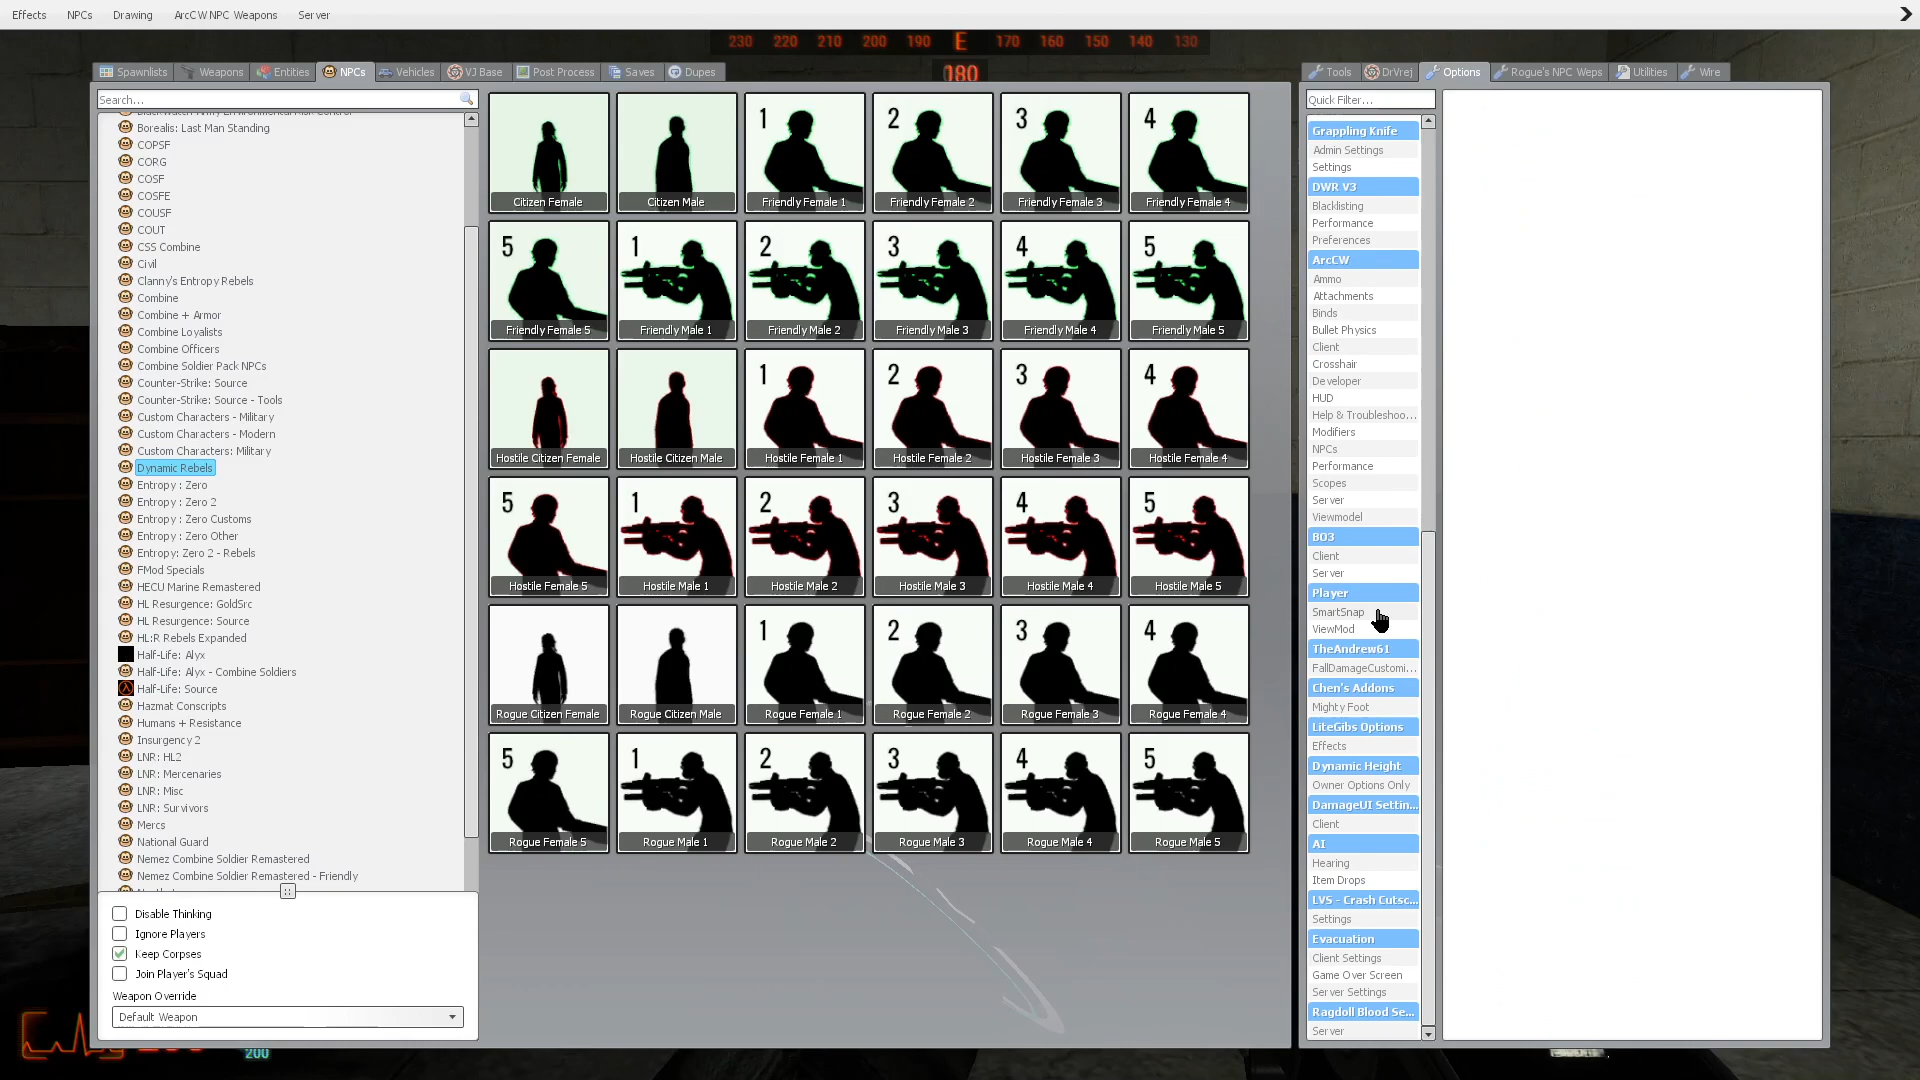 Effects NPCs Drawing ArcCW NPC Weapons Server
230 220 210 200 190 E 170 160 150 140 130
180
Spawnlists Weapons Entities NPCs Vehicles VJ Base Post Process Saves Dupes
Search...
Borealis: Last Man Standing
COPSF
CORG
COSF
COSFE
COUSF
COUT
CSS Combine
Civil
Clanny's Entropy Rebels
Combine
Combine + Armor
Combine Loyalists
Combine Officers
Combine Soldier Pack NPCs
Counter-Strike: Source
Counter-Strike: Source - Tools
Custom Characters - Military
Custom Characters - Modern
Custom Characters: Military
Dynamic Rebels
Entropy : Zero
Entropy : Zero 2
Entropy : Zero Customs
Entropy : Zero Other
Entropy: Zero 2 - Rebels
FMod Specials
HECU Marine Remastered
HL Resurgence: GoldSrc
HL Resurgence: Source
HL:R Rebels Expanded
Half-Life: Alyx
Half-Life: Alyx - Combine Soldiers
Half-Life: Source
Hazmat Conscripts
Humans + Resistance
Insurgency 2
LNR: HL2
LNR: Mercenaries
LNR: Misc
LNR: Survivors
Mercs
National Guard
Nemez Combine Soldier Remastered
Nemez Combine Soldier Remastered - Friendly
Disable Thinking
Ignore Players
Keep Corpses
Join Player's Squad
Weapon Override
Default Weapon
200
1 2 3 4
Citizen Female Citizen Male Friendly Female 1 Friendly Female 2 Friendly Female 3 Friendly Female 4
5 1 2 3 4 5
Friendly Female 5 Friendly Male 1 Friendly Male 2 Friendly Male 3 Friendly Male 4 Friendly Male 5
1 2 3 4
Hostile Citizen Female Hostile Citizen Male Hostile Female 1 Hostile Female 2 Hostile Female 3 Hostile Female 4
5 1 2 3 4 5
Hostile Female 5 Hostile Male 1 Hostile Male 2 Hostile Male 3 Hostile Male 4 Hostile Male 5
1 2 3 4
Rogue Citizen Female Rogue Citizen Male Rogue Female 1 Rogue Female 2 Rogue Female 3 Rogue Female 4
5 1 2 3 4 5
Rogue Female 5 Rogue Male 1 Rogue Male 2 Rogue Male 3 Rogue Male 4 Rogue Male 5
Tools DrVrej Options Rogue's NPC Weps Utilities Wire
Quick Filter...
Grappling Knife
Admin Settings
Settings
DWR V3
Blacklisting
Performance
Preferences
ArcCW
Ammo
Attachments
Binds
Bullet Physics
Client
Crosshair
Developer
HUD
Help & Troubleshoo...
Modifiers
NPCs
Performance
Scopes
Server
Viewmodel
BO3
Client
Server
Player
SmartSnap
ViewMod
TheAndrew61
FallDamageCustomi...
Chen's Addons
Mighty Foot
LiteGibs Options
Effects
Dynamic Height
Owner Options Only
DamageUI Settin...
Client
AI
Hearing
Item Drops
LVS - Crash Cutsc...
Settings
Evacuation
Client Settings
Game Over Screen
Server Settings
Ragdoll Blood Se...
Server